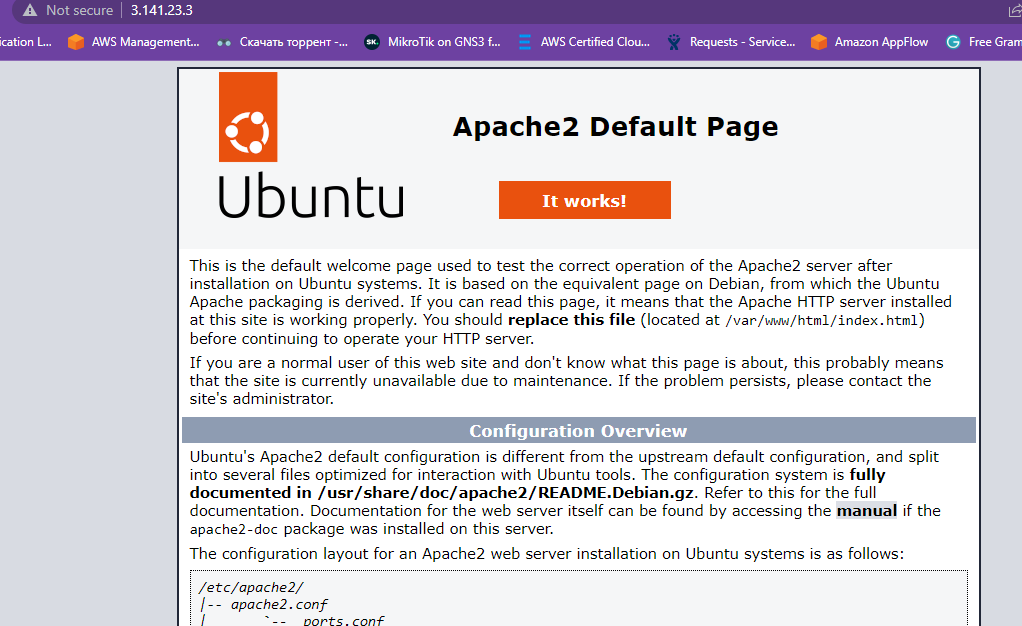 Not secure 3.141.23.3
ication L... AWS Management... Скачать торрент -... SK. MikroTik on GNS3 f... AWS Certified Clou... Requests - Service... Amazon AppFlow G Free Gram
Apache2 Default Page
Ubuntu
It works!
This is the default welcome page used to test the correct operation of the Apache2 server after
installation on Ubuntu systems. It is based on the equivalent page on Debian, from which the Ubuntu
Apache packaging is derived. If you can read this page, it means that the Apache HTTP server installed
at this site is working properly. You should replace this file (located at /var/www/html/index.html)
before continuing to operate your HTTP server.
If you are a normal user of this web site and don't know what this page is about, this probably means
that the site is currently unavailable due to maintenance. If the problem persists, please contact the
site's administrator.
Configuration Overview
Ubuntu's Apache2 default configuration is different from the upstream default configuration, and split
into several files optimized for interaction with Ubuntu tools. The configuration system is fully
documented in /usr/share/doc/apache2/README.Debian.gz. Refer to this for the full
documentation. Documentation for the web server itself can be found by accessing the manual if the
apache2-doc package was installed on this server.
The configuration layout for an Apache2 web server installation on Ubuntu systems is as follows:
/etc/apache2/
|-- apache2.conf
|       `--  ports.conf